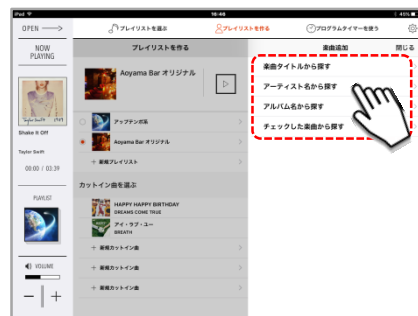 iPad
16:46
45%
OPEN
プレイリストを選ぶ
プレイリストを作る
プログラムタイマーを使う
NOW
PLAYING
Taylor Swift 1989
Shake It Off
Taylor Swift
00:00 / 03:39
PLAYLIST
VOLUME
− | +
プレイリストを作る
Aoyama Bar オリジナル
アップテンポ系
Aoyama Bar オリジナル
+ 新規プレイリスト
カットイン曲を選ぶ
HAPPY HAPPY BIRTHDAY
DREAMS COME TRUE
アイ・ラブ・ユー
BREATH
+ 新規カットイン曲
+ 新規カットイン曲
+ 新規カットイン曲
楽曲追加
閉じる
楽曲タイトルから探す
アーティスト名から探す
アルバム名から探す
チェックした楽曲から探す